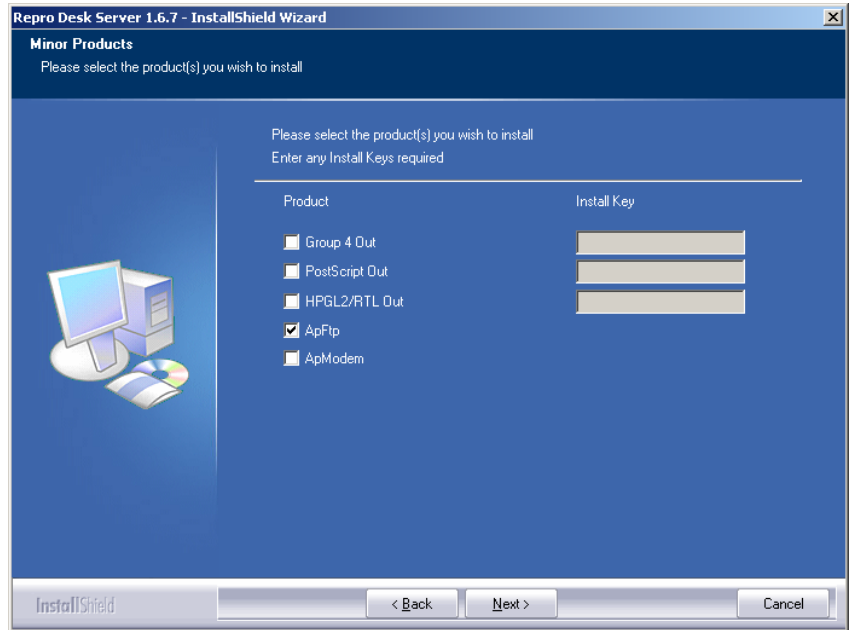 Repro Desk Server 1.6.7 - InstallShield Wizard
Minor Products
Please select the product(s) you wish to install
Please select the product(s) you wish to install
Enter any Install Keys required
Product Install Key
Group 4 Out
PostScript Out
HPGL2/RTL Out
ApFtp
ApModem
InstallShield < Back Next > Cancel